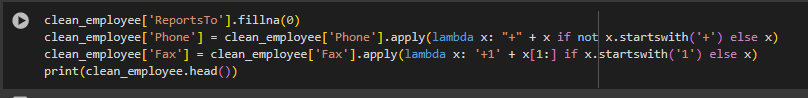 clean_employee['ReportsTo'].fillna(0)
clean_employee['Phone'] = clean_employee['Phone'].apply(lambda x: "+" + x if not x.startswith('+') else x)
clean_employee['Fax'] = clean_employee['Fax'].apply(lambda x: '+1' + x[1:] if x.startswith('1') else x)
print(clean_employee.head())